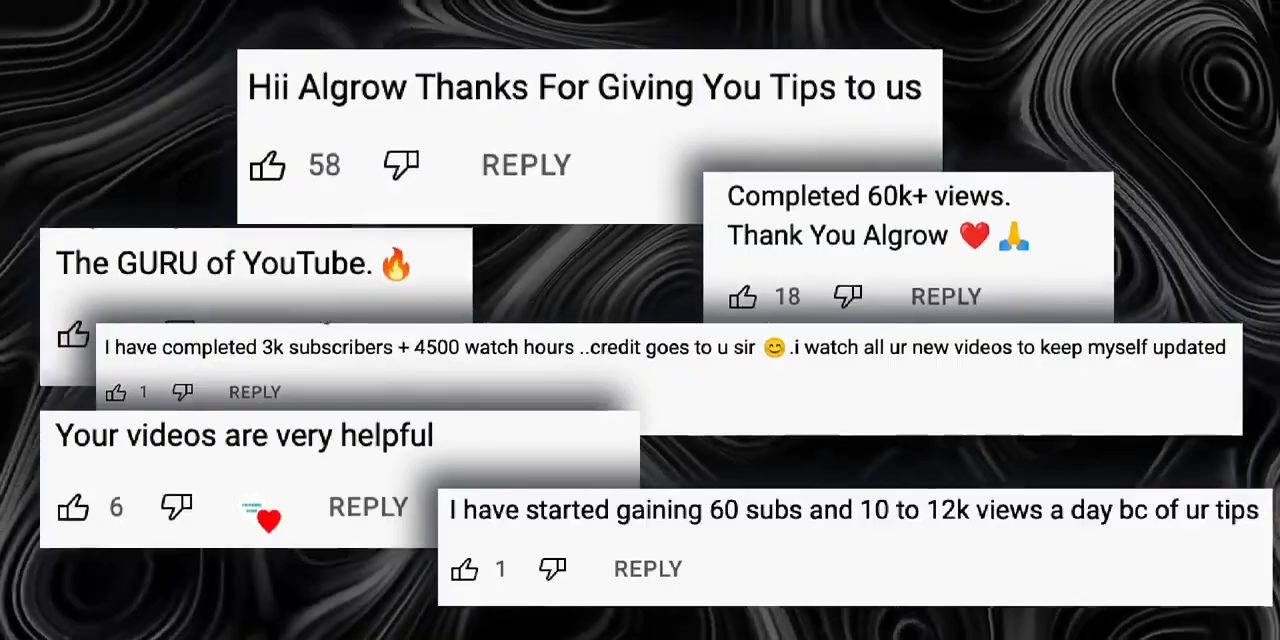 Hii Algrow Thanks For Giving You Tips to us
58 REPLY
Completed 60k+ views.
Thank You Algrow ❤️🙏
18 REPLY
The GURU of YouTube.🔥
I have completed 3k subscribers + 4500 watch hours ..credit goes to u sir 😊.i watch all ur new videos to keep myself updated
1 REPLY
Your videos are very helpful
6 REPLY
I have started gaining 60 subs and 10 to 12k views a day bc of ur tips
1 REPLY